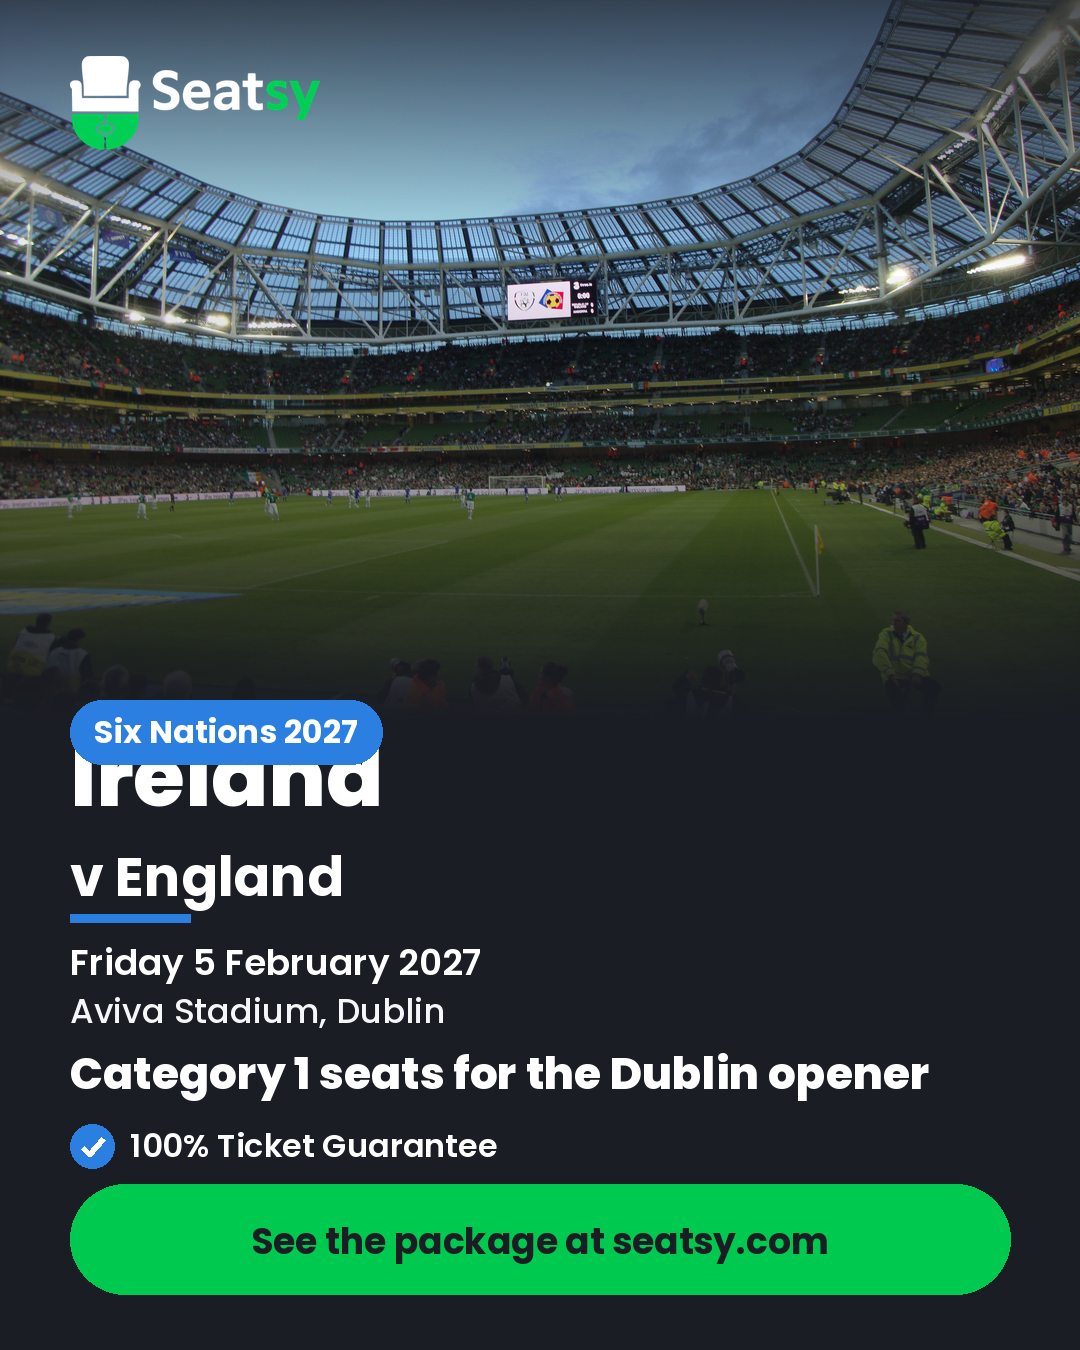 Seatsy
Six Nations 2027
Ireland
v England
Friday 5 February 2027
Aviva Stadium, Dublin
Category 1 seats for the Dublin opener
100% Ticket Guarantee
See the package at seatsy.com